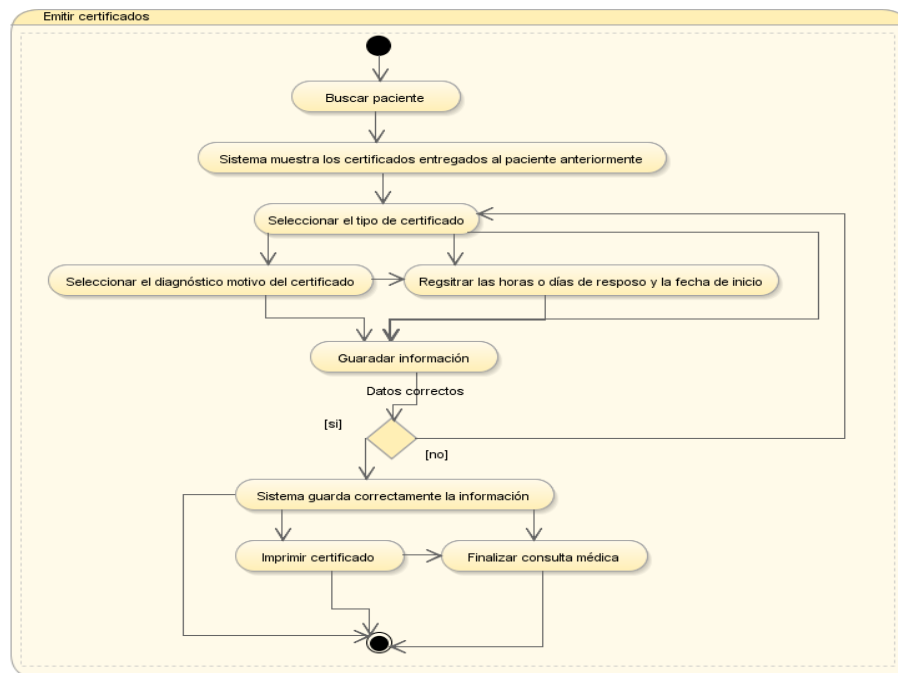 Emitir certificados
Buscar paciente
Sistema muestra los certificados entregados al paciente anteriormente
Seleccionar el tipo de certificado
Seleccionar el diagnóstico motivo del certificado
Regsitrar las horas o días de resposo y la fecha de inicio
Guaradar información
Datos correctos
[si]
[no]
Sistema guarda correctamente la información
Imprimir certificado
Finalizar consulta médica